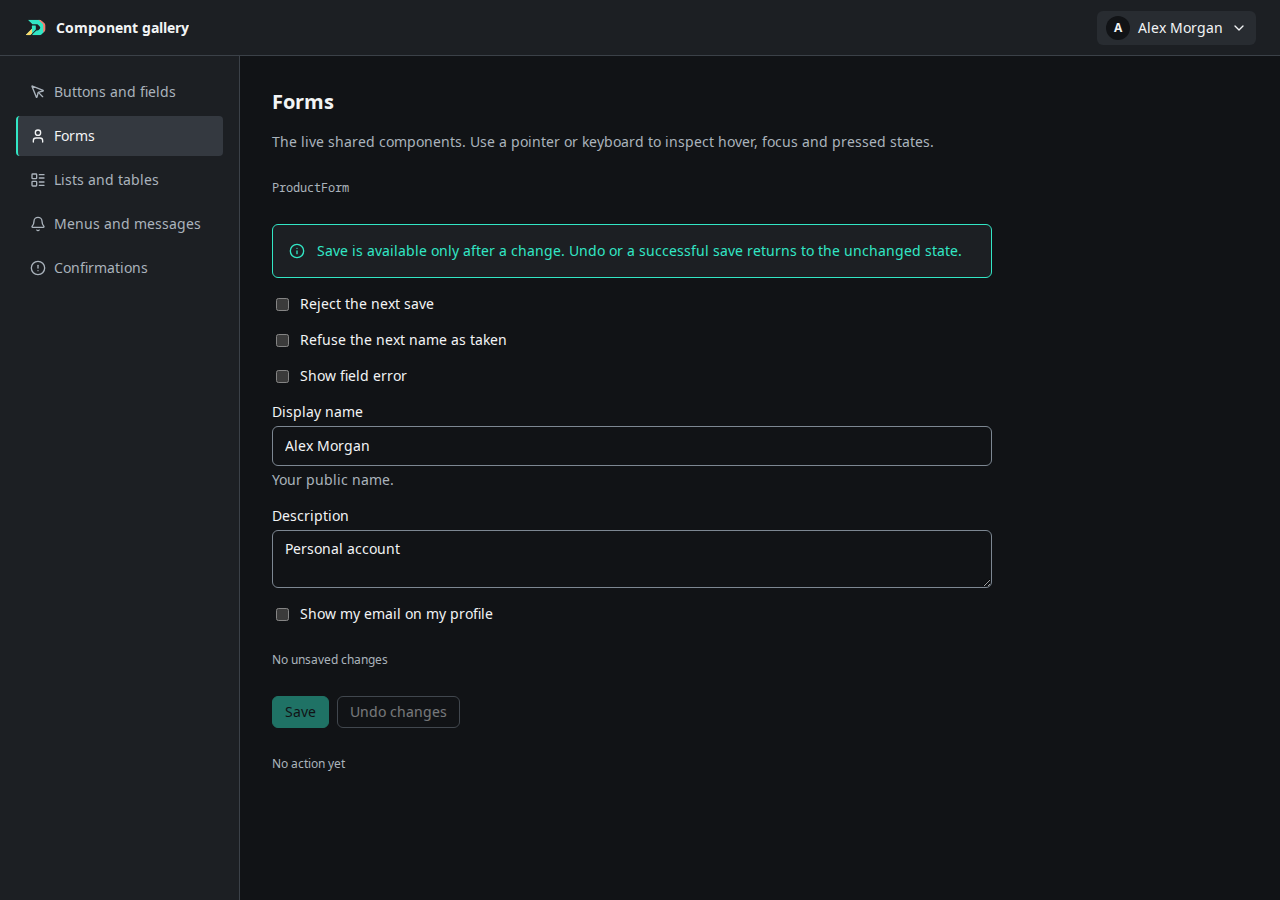 Component gallery
A
Alex Morgan
Buttons and fields
Forms
Lists and tables
Menus and messages
Confirmations
Forms
The live shared components. Use a pointer or keyboard to inspect hover, focus and pressed states.
ProductForm
Save is available only after a change. Undo or a successful save returns to the unchanged state.
Reject the next save
Refuse the next name as taken
Show field error
Display name
Alex Morgan
Your public name.
Description
Personal account
Show my email on my profile
No unsaved changes
Save
Undo changes
No action yet